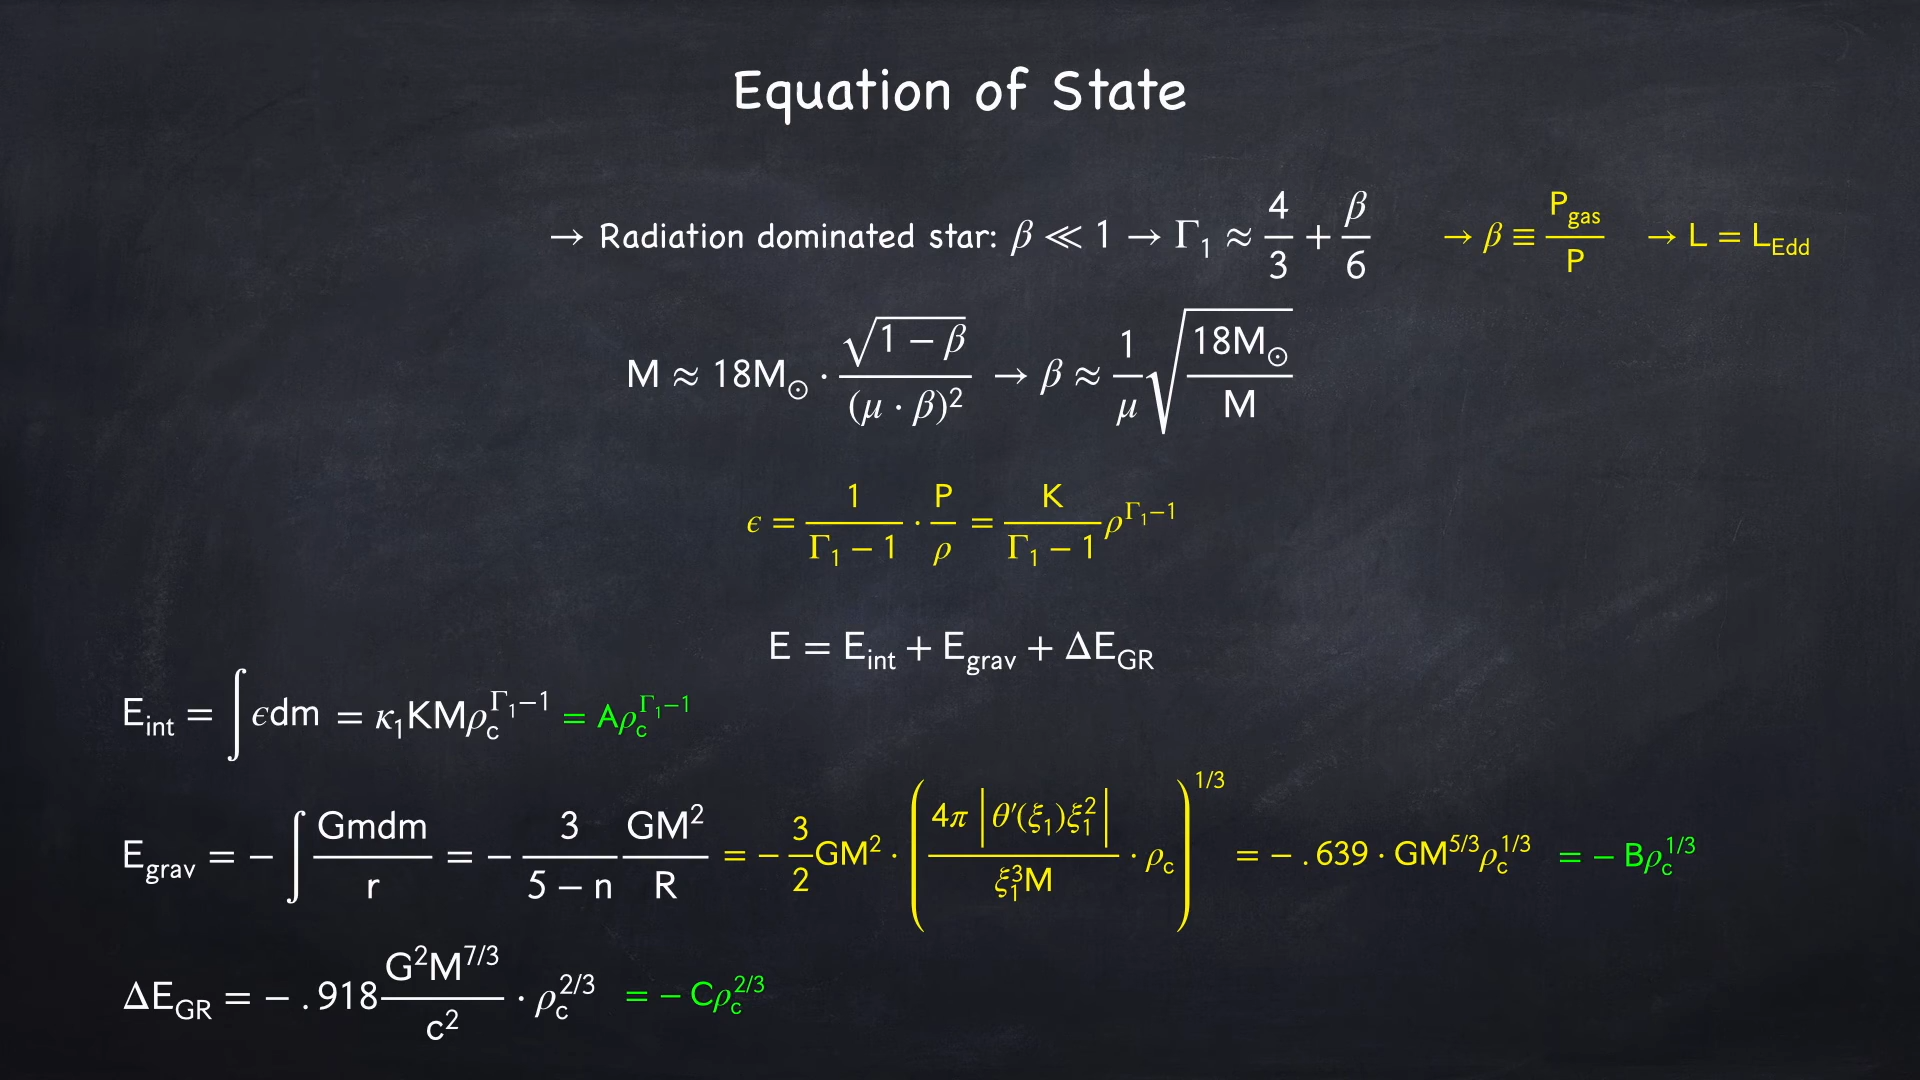 Equation of State
→ Radiation dominated star: β ≪ 1 → Γ₁ ≈ 4/3 + β/6 → β ≡ P_gas/P → L = L_Edd
M ≈ 18M_⊙ · √(1 − β)/(μ · β)² → β ≈ 1/μ √(18M_⊙/M)
ϵ = 1/(Γ₁ − 1) · P/ρ = K/(Γ₁ − 1) ρ^(Γ₁−1)
E = E_int + E_grav + ΔE_GR
E_int = ∫ ϵdm = κ₁KMρ_c^(Γ₁−1) = Aρ_c^(Γ₁−1)
E_grav = − ∫ Gmdm/r = − 3/(5 − n) GM²/R = − 3/2 GM² · (4π |θ′(ξ₁)ξ₁²|/(ξ₁³M) · ρ_c)^(1/3) = − .639 · GM^(5/3)ρ_c^(1/3) = − Bρ_c^(1/3)
ΔE_GR = − .918 G²M^(7/3)/c² · ρ_c^(2/3) = − Cρ_c^(2/3)